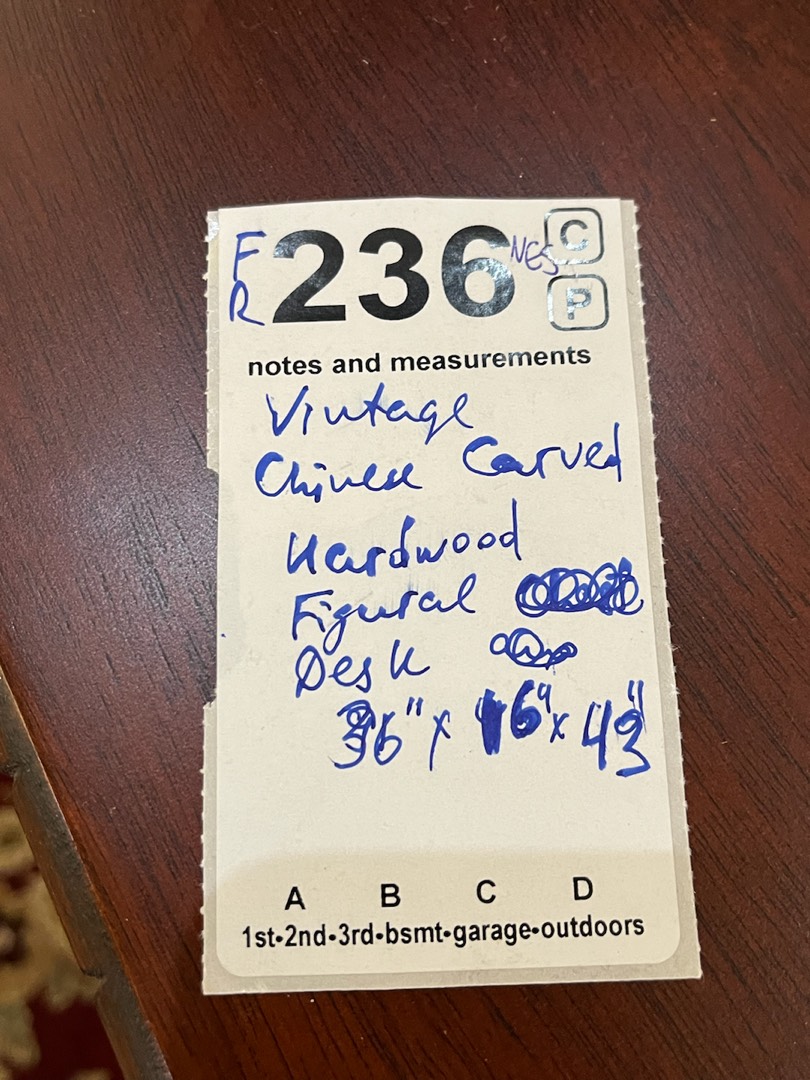 F R 236 NES C P
notes and measurements
Vintage
Chinese Carved
Hardwood
Figural
Desk
36" x 16" x 43"
A B C D
1st•2nd•3rd•bsmt•garage•outdoors